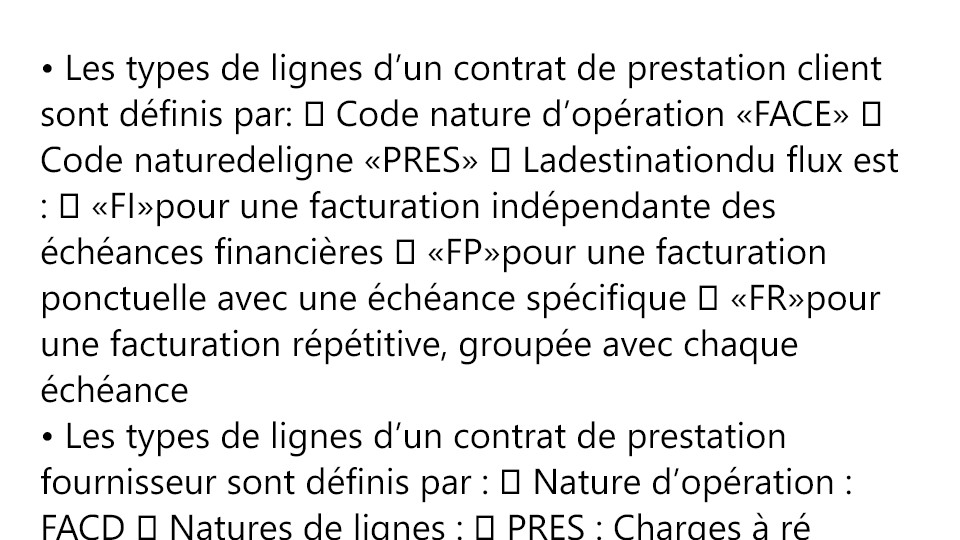 • Les types de lignes d’un contrat de prestation client
sont définis par: 􀀀 Code nature d’opération «FACE» 􀀀
Code naturedeligne «PRES» 􀀀 Ladestinationdu flux est
: 􀀀 «FI»pour une facturation indépendante des
échéances financières 􀀀 «FP»pour une facturation
ponctuelle avec une échéance spécifique 􀀀 «FR»pour
une facturation répétitive, groupée avec chaque
échéance
• Les types de lignes d’un contrat de prestation
fournisseur sont définis par : 􀀀 Nature d’opération :
FACD 􀀀 Natures de lignes : 􀀀 PRES : Charges à ré